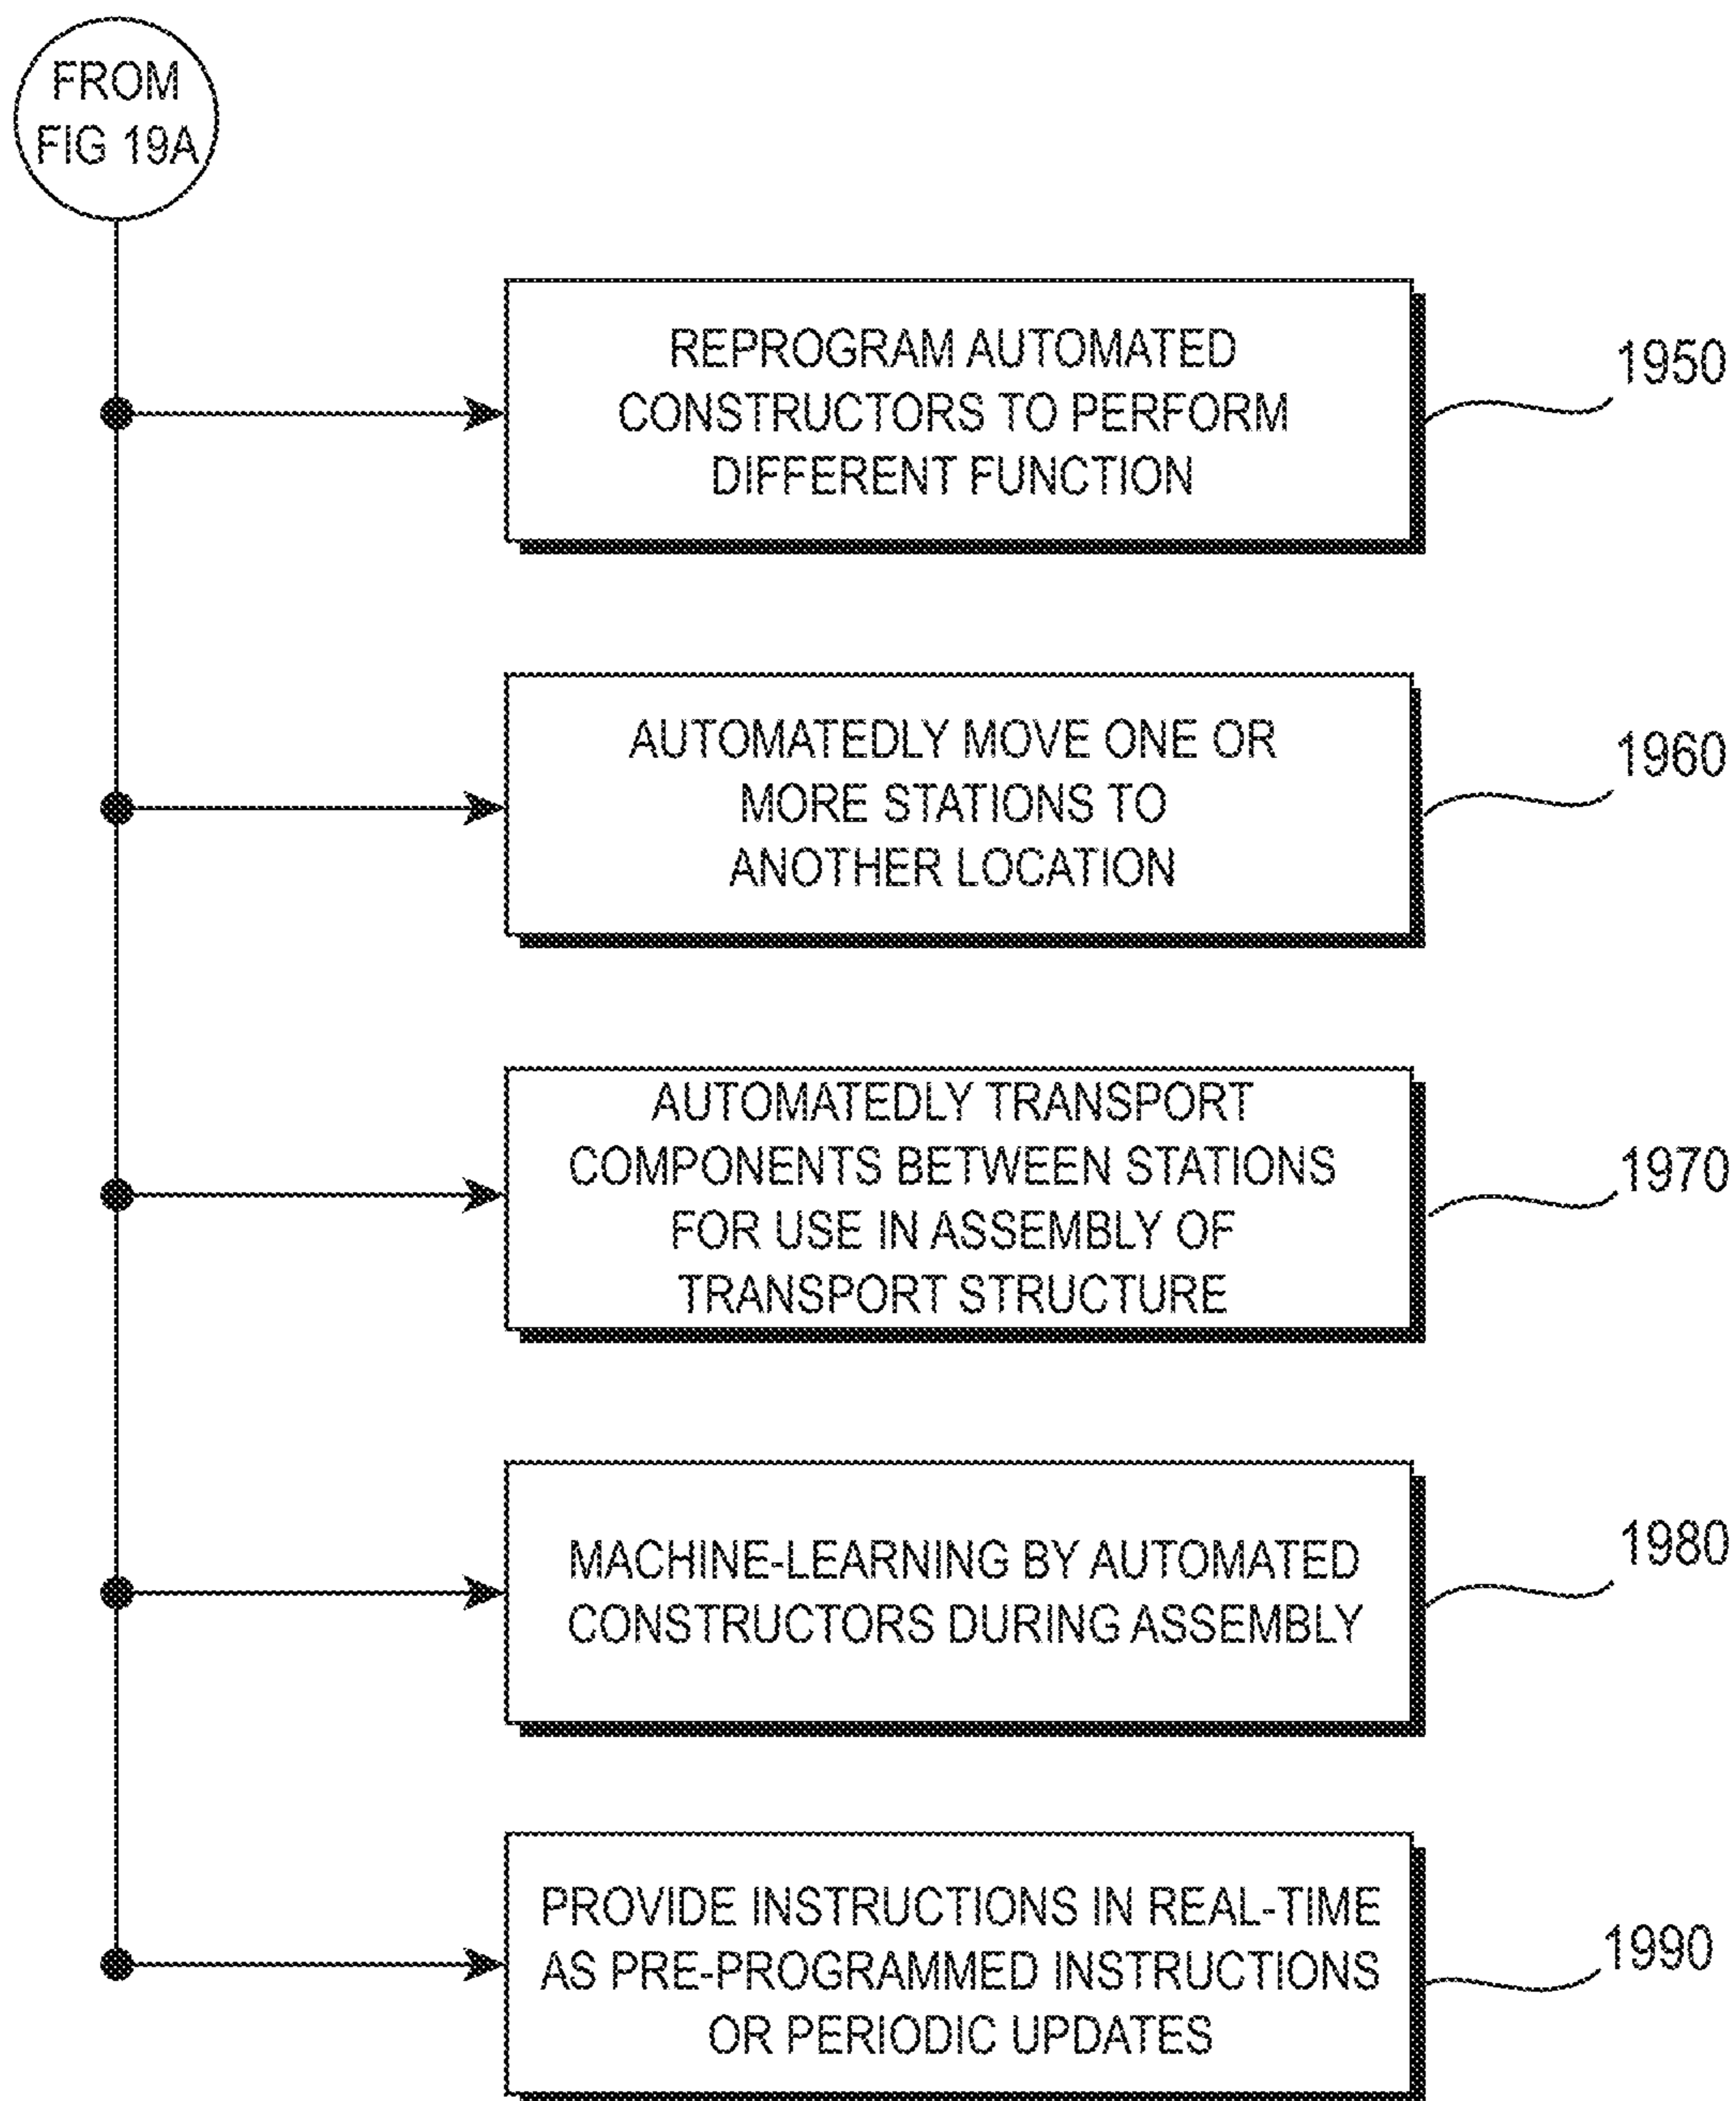 FROM
FIG 19A
REPROGRAM AUTOMATED
CONSTRUCTORS TO PERFORM
DIFFERENT FUNCTION
1950
AUTOMATEDLY MOVE ONE OR
MORE STATIONS TO
ANOTHER LOCATION
1960
AUTOMATEDLY TRANSPORT
COMPONENTS BETWEEN STATIONS
FOR USE IN ASSEMBLY OF
TRANSPORT STRUCTURE
1970
MACHINE-LEARNING BY AUTOMATED
CONSTRUCTORS DURING ASSEMBLY
1980
PROVIDE INSTRUCTIONS IN REAL-TIME
AS PRE-PROGRAMMED INSTRUCTIONS
OR PERIODIC UPDATES
1990